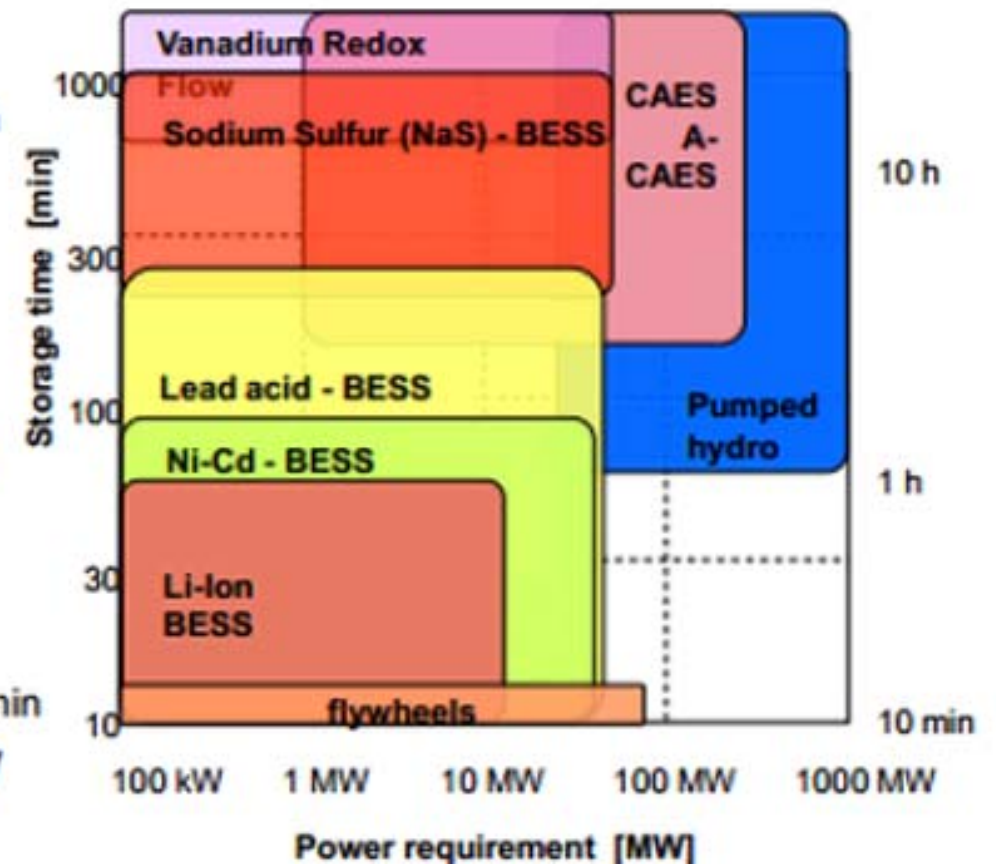 Vanadium Redox
Flow
1000
Sodium Sulfur (NaS) - BESS
CAES
A-
CAES
10 h
Storage time [min]
300
Lead acid - BESS
100
Pumped
hydro
Ni-Cd - BESS
1 h
30
Li-Ion
BESS
flywheels
10
10 min
100 kW
1 MW
10 MW
100 MW
1000 MW
Power requirement [MW]